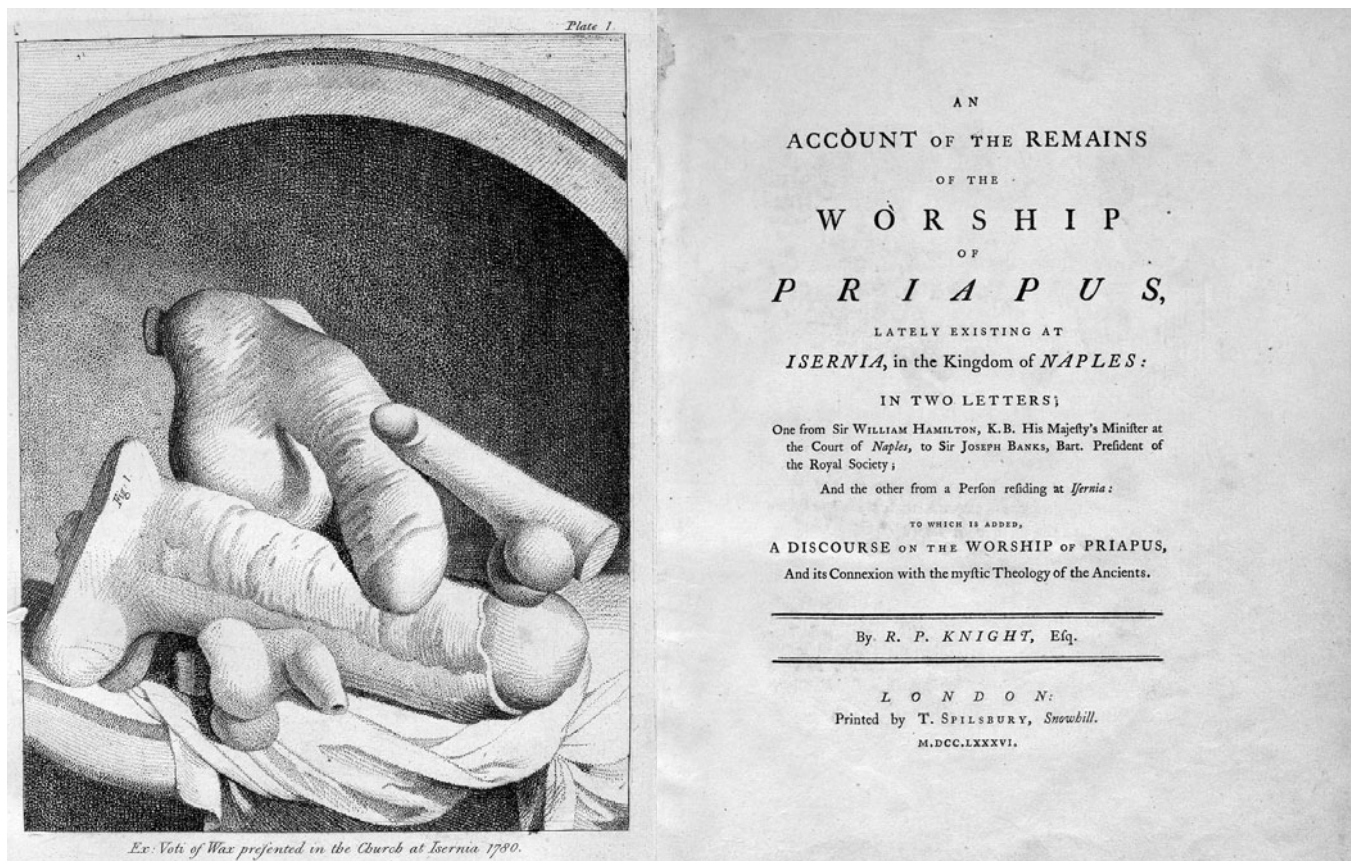 Plate 1.
Fig 1.
Ex: Voti of Wax preſented in the Church at Isernia 1780.
AN
ACCOUNT OF THE REMAINS
OF THE
WORSHIP
OF
PRIAPUS,
LATELY EXISTING AT
ISERNIA, in the Kingdom of NAPLES:
IN TWO LETTERS;
One from Sir WILLIAM HAMILTON, K.B. His Majeſty's Miniſter at
the Court of Naples, to Sir JOSEPH BANKS, Bart. Preſident of
the Royal Society;
And the other from a Perſon reſiding at Iſernia:
TO WHICH IS ADDED,
A DISCOURSE ON THE WORSHIP OF PRIAPUS,
And its Connexion with the myſtic Theology of the Ancients.
By R. P. KNIGHT, Eſq.
LONDON:
Printed by T. SPILSBURY, Snowhill.
M.DCC.LXXXVI.